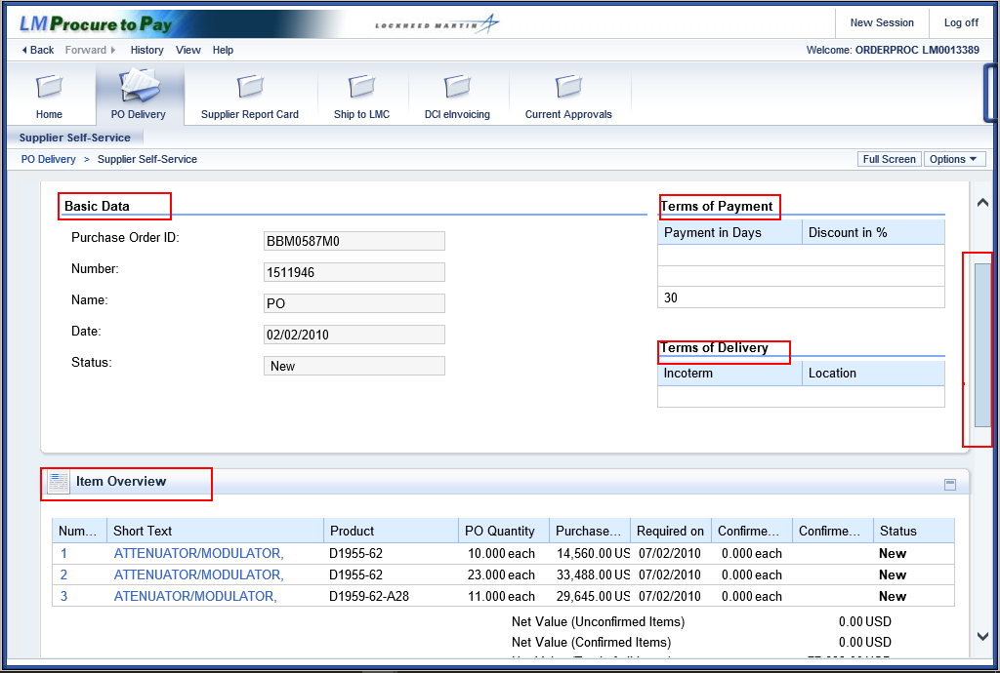 LM Procure to Pay
LOCKHEED MARTIN
New Session
Log off
Back Forward History View Help
Welcome: ORDERPROC LM0013389
Home
PO Delivery
Supplier Report Card
Ship to LMC
DCI eInvoicing
Current Approvals
Supplier Self-Service
PO Delivery > Supplier Self-Service
Full Screen
Options
Basic Data
Purchase Order ID: BBM0587M0
Number: 1511946
Name: PO
Date: 02/02/2010
Status: New
Terms of Payment
Payment in Days Discount in %
30
Terms of Delivery
Incoterm Location
Item Overview
Num... Short Text Product PO Quantity Purchase... Required on Confirme... Confirme... Status
1 ATTENUATOR/MODULATOR, D1955-62 10.000 each 14,560.00 US 07/02/2010 0.000 each New
2 ATTENUATOR/MODULATOR, D1955-62 23.000 each 33,488.00 US 07/02/2010 0.000 each New
3 ATENUATOR/MODULATOR, D1959-62-A28 11.000 each 29,645.00 US 07/02/2010 0.000 each New
Net Value (Unconfirmed Items) 0.00 USD
Net Value (Confirmed Items) 0.00 USD